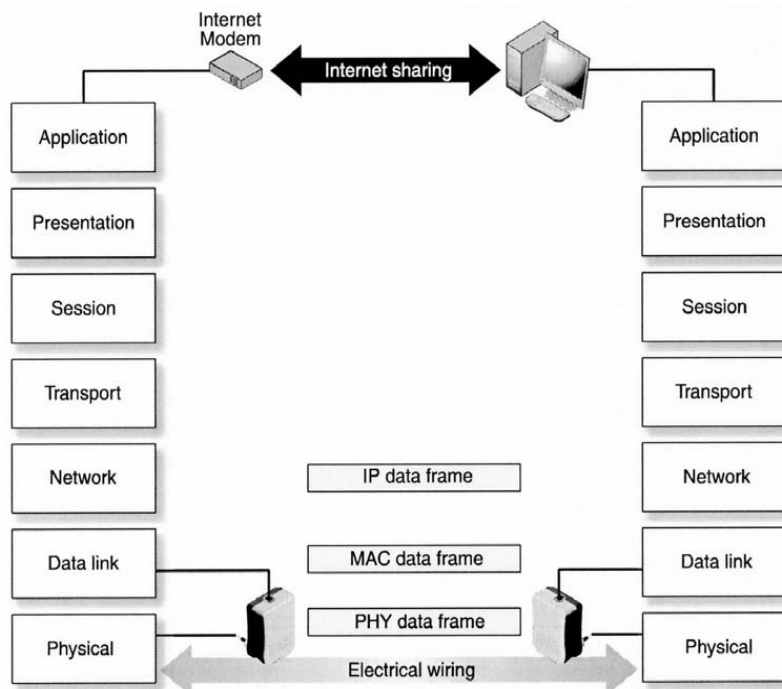 Internet
Modem
Internet sharing
Application
Application
Presentation
Presentation
Session
Session
Transport
Transport
Network
IP data frame
Network
Data link
MAC data frame
Data link
Physical
PHY data frame
Physical
Electrical wiring